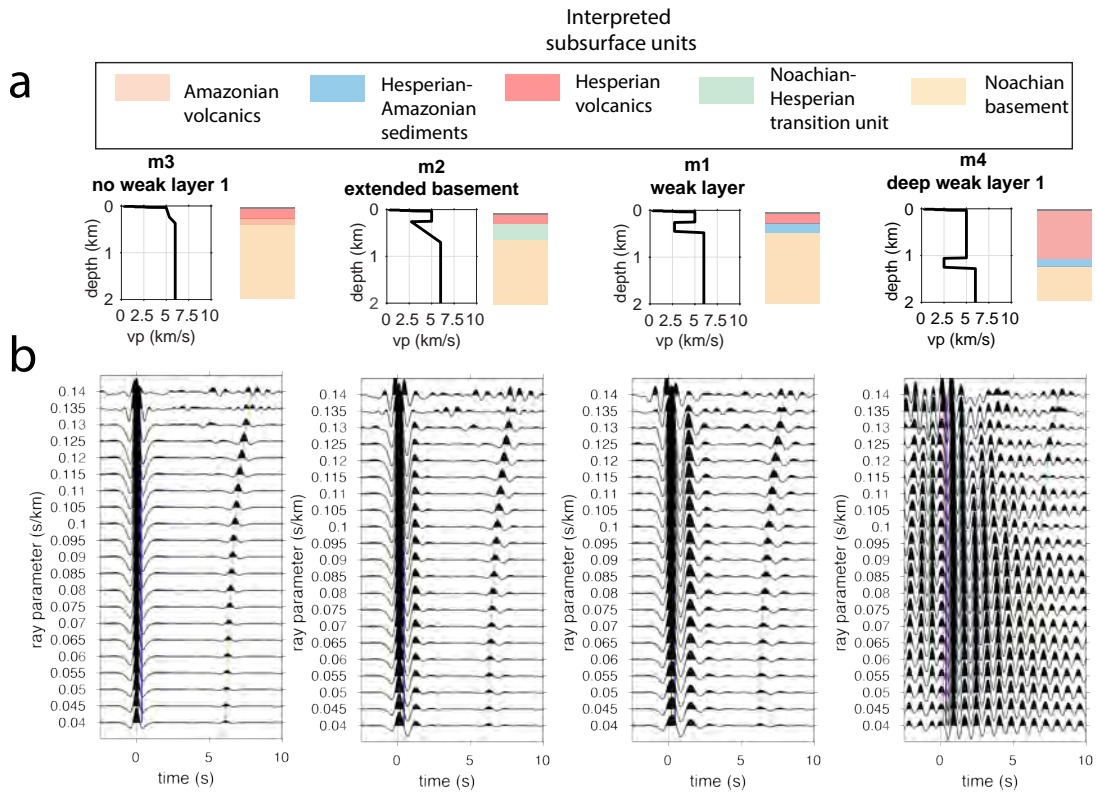 Interpreted
subsurface units
a
Amazonian
volcanics
Hesperian-
Amazonian
sediments
Hesperian
volcanics
Noachian-
Hesperian
transition unit
Noachian
basement
m3
no weak layer 1
0
1
2
depth (km)
0 2.5 5 7.5 10
vp (km/s)
m2
extended basement
0
1
2
depth (km)
0 2.5 5 7.5 10
vp (km/s)
m1
weak layer
0
1
2
depth (km)
0 2.5 5 7.5 10
vp (km/s)
m4
deep weak layer 1
0
1
2
depth (km)
0 2.5 5 7.5 10
vp (km/s)
b
0.14
0.135
0.13
0.125
0.12
0.115
0.11
0.105
0.1
0.095
0.09
0.085
0.08
0.075
0.07
0.065
0.06
0.055
0.05
0.045
0.04
ray parameter (s/km)
0 5 10
time (s)
0.14
0.135
0.13
0.125
0.12
0.115
0.11
0.105
0.1
0.095
0.09
0.085
0.08
0.075
0.07
0.065
0.06
0.055
0.05
0.045
0.04
ray parameter (s/km)
0 5 10
time (s)
0.14
0.135
0.13
0.125
0.12
0.115
0.11
0.105
0.1
0.095
0.09
0.085
0.08
0.075
0.07
0.065
0.06
0.055
0.05
0.045
0.04
ray parameter (s/km)
0 5 10
time (s)
0.14
0.135
0.13
0.125
0.12
0.115
0.11
0.105
0.1
0.095
0.09
0.085
0.08
0.075
0.07
0.065
0.06
0.055
0.05
0.045
0.04
ray parameter (s/km)
0 5 10
time (s)